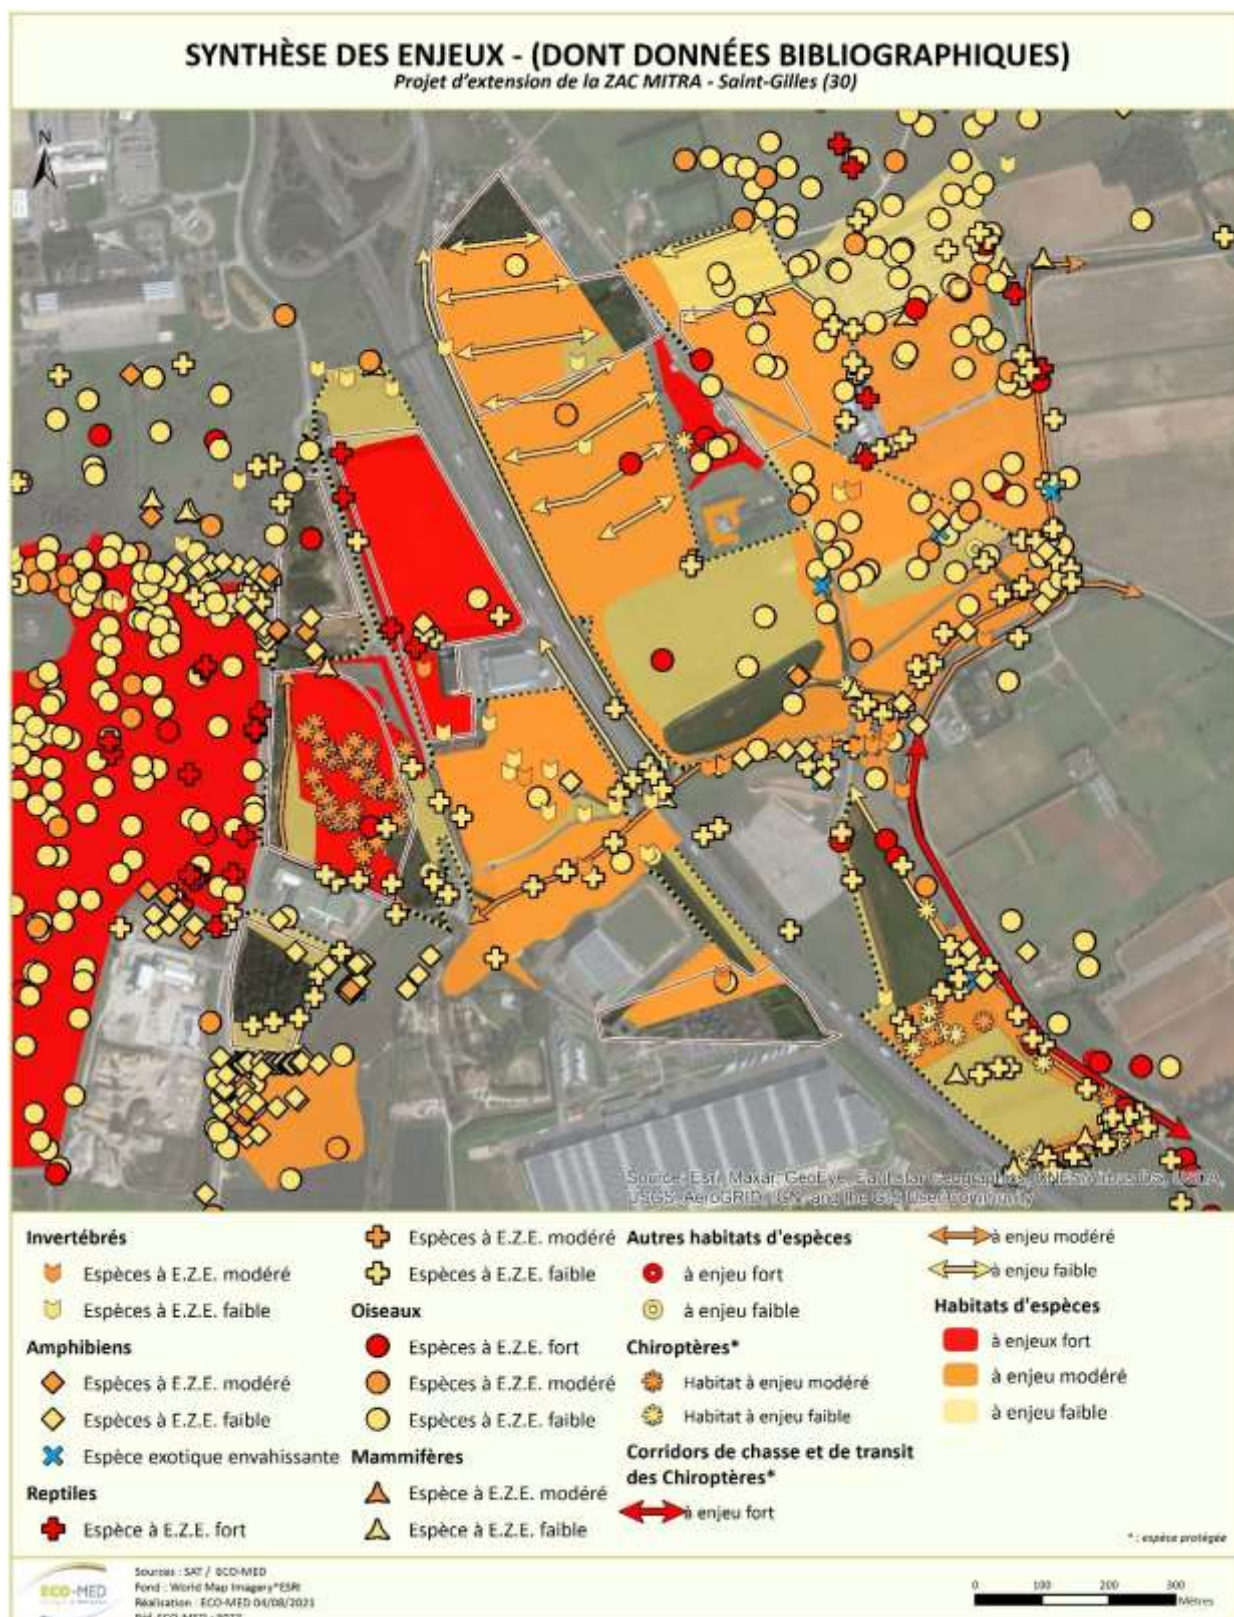 SYNTHÈSE DES ENJEUX - (DONT DONNÉES BIBLIOGRAPHIQUES)
Projet d'extension de la ZAC MITRA - Saint-Gilles (30)
N
Source: Esri, Maxar, GeoEye, Earthstar Geographics, CNES/Airbus DS, USDA,
USGS, AeroGRID, IGN, and the GIS User Community
Invertébrés
Espèces à E.Z.E. modéré
Espèces à E.Z.E. faible
Amphibiens
Espèces à E.Z.E. modéré
Espèces à E.Z.E. faible
Espèce exotique envahissante
Reptiles
Espèce à E.Z.E. fort
Espèces à E.Z.E. modéré
Espèces à E.Z.E. faible
Oiseaux
Espèces à E.Z.E. fort
Espèces à E.Z.E. modéré
Espèces à E.Z.E. faible
Mammifères
Espèce à E.Z.E. modéré
Espèce à E.Z.E. faible
Autres habitats d'espèces
à enjeu fort
à enjeu faible
Chiroptères*
Habitat à enjeu modéré
Habitat à enjeu faible
Corridors de chasse et de transit
des Chiroptères*
à enjeu fort
à enjeu modéré
à enjeu faible
Habitats d'espèces
à enjeux fort
à enjeu modéré
à enjeu faible
* : espèce protégée
ECO-MED
Sources : SAT / ECO-MED
Fond : World Map Imagery®ESRI
Réalisation : ECO-MED 04/08/2021
0 100 200 300
Mètres